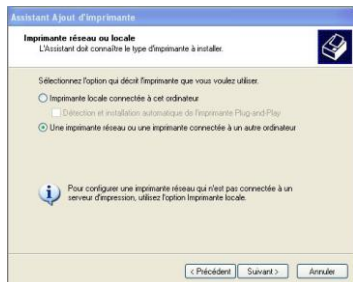 Assistant Ajout d'imprimante
Imprimante réseau ou locale
L'Assistant doit connaître le type d'imprimante à installer.
Sélectionnez l'option qui décrit l'imprimante que vous voulez utiliser.
Imprimante locale connectée à cet ordinateur
Détection et installation automatique de l'imprimante Plug-and-Play
Une imprimante réseau ou une imprimante connectée à un autre ordinateur
Pour configurer une imprimante réseau qui n'est pas connectée à un
serveur d'impression, utilisez l'option Imprimante locale.
< Précédent Suivant > Annuler